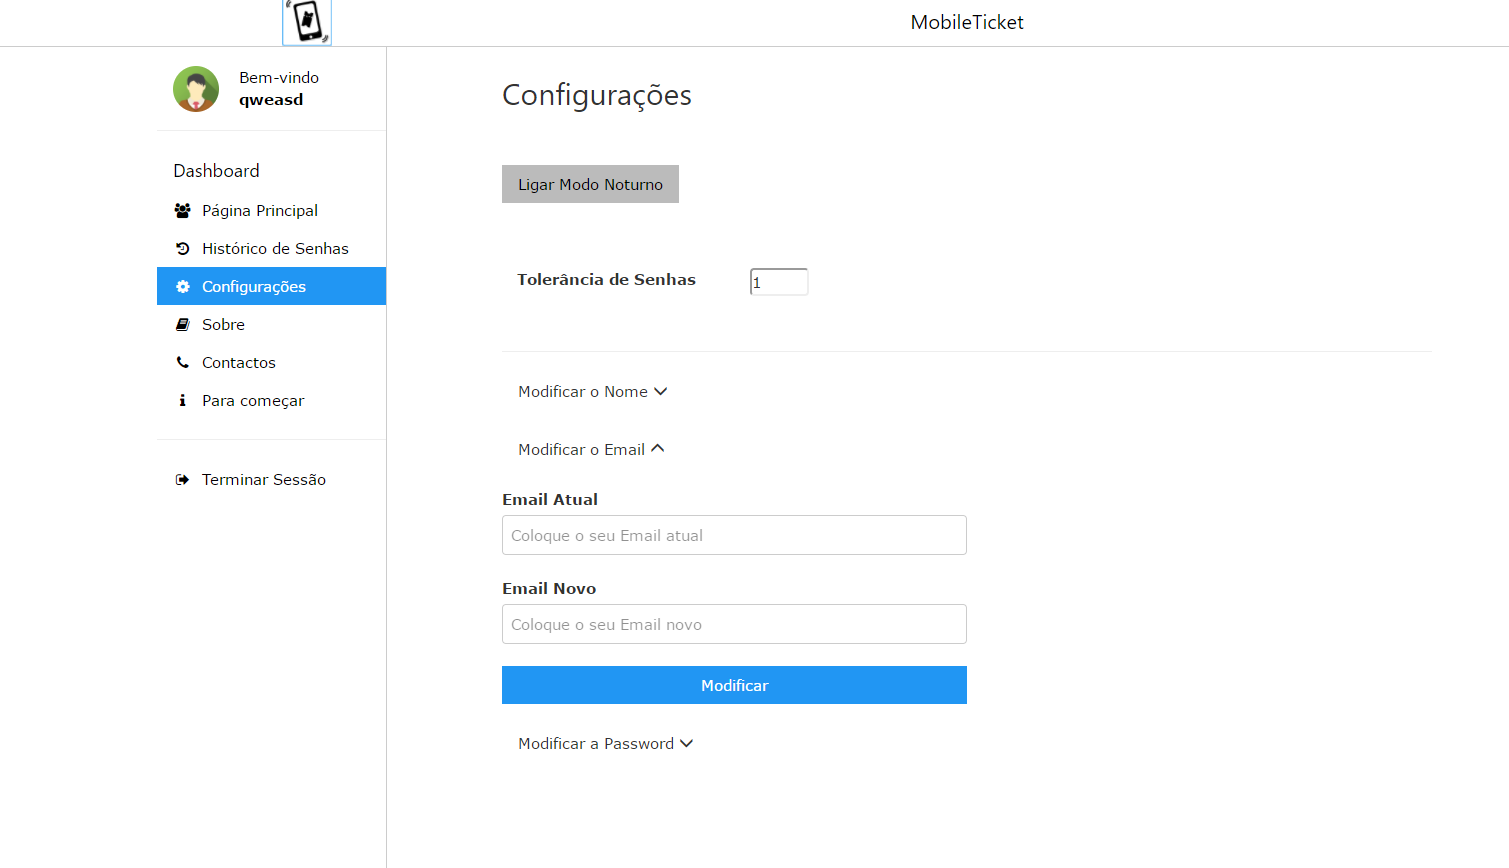 MobileTicket
Bem-vindo
qweasd
Dashboard
Página Principal
Histórico de Senhas
Configurações
Sobre
Contactos
Para começar
Terminar Sessão
Configurações
Ligar Modo Noturno
Tolerância de Senhas 1
Modificar o Nome
Modificar o Email
Email Atual
Coloque o seu Email atual
Email Novo
Coloque o seu Email novo
Modificar
Modificar a Password